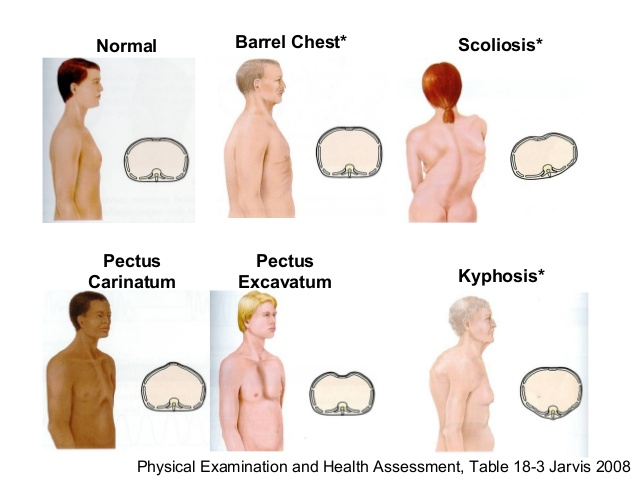 Normal
Barrel Chest*
Scoliosis*
Pectus
Carinatum
Pectus
Excavatum
Kyphosis*
Physical Examination and Health Assessment, Table 18-3 Jarvis 2008